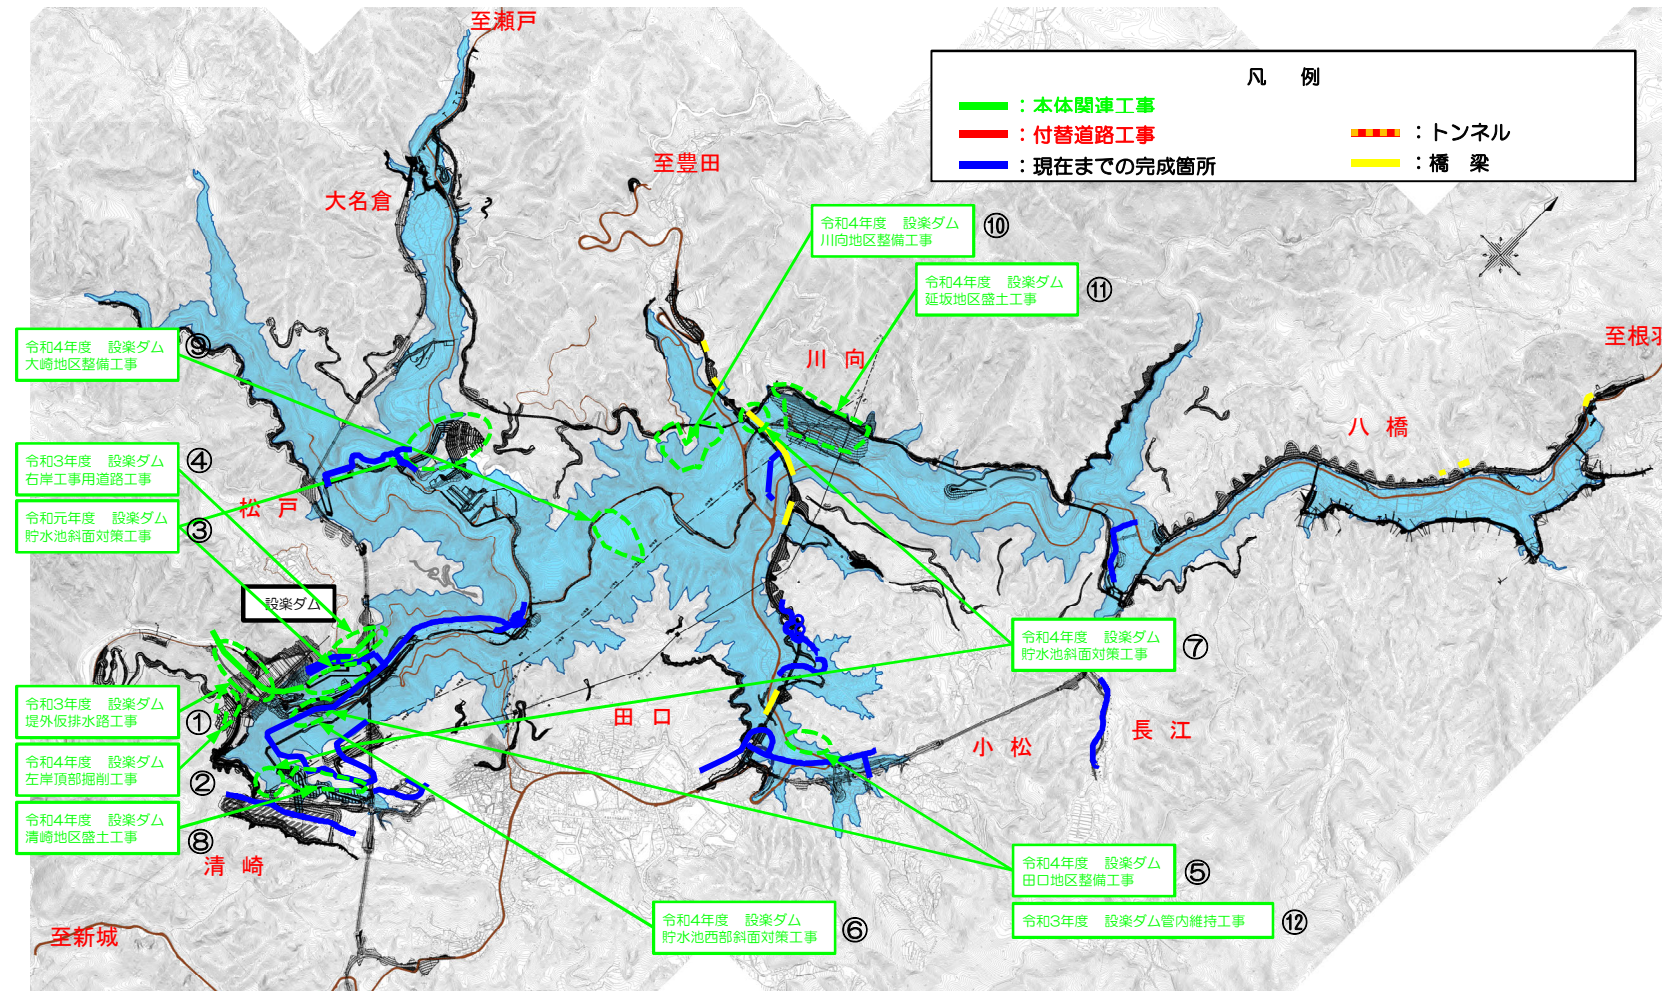 至瀬戸
凡 例
：本体関連工事
：付替道路工事
：トンネル
：現在までの完成箇所
：橋 梁
至豊田
大名倉
令和4年度 設楽ダム
川向地区整備工事
⑩
令和4年度 設楽ダム
延坂地区盛土工事
⑪
至根羽
川 向
令和4年度 設楽ダム
大崎地区整備工事
⑨
八 橋
令和3年度 設楽ダム
右岸工事用道路工事
④
松 戸
令和元年度 設楽ダム
貯水池斜面対策工事
③
設楽ダム
令和4年度 設楽ダム
貯水池斜面対策工事
⑦
令和3年度 設楽ダム
堤外仮排水路工事
①
田 口
小 松
長 江
令和4年度 設楽ダム
左岸頂部掘削工事
②
令和4年度 設楽ダム
清崎地区盛土工事
⑧
清 崎
令和4年度 設楽ダム
田口地区整備工事
⑤
令和4年度 設楽ダム
貯水池西部斜面対策工事
⑥
令和3年度 設楽ダム管内維持工事
⑫
至新城